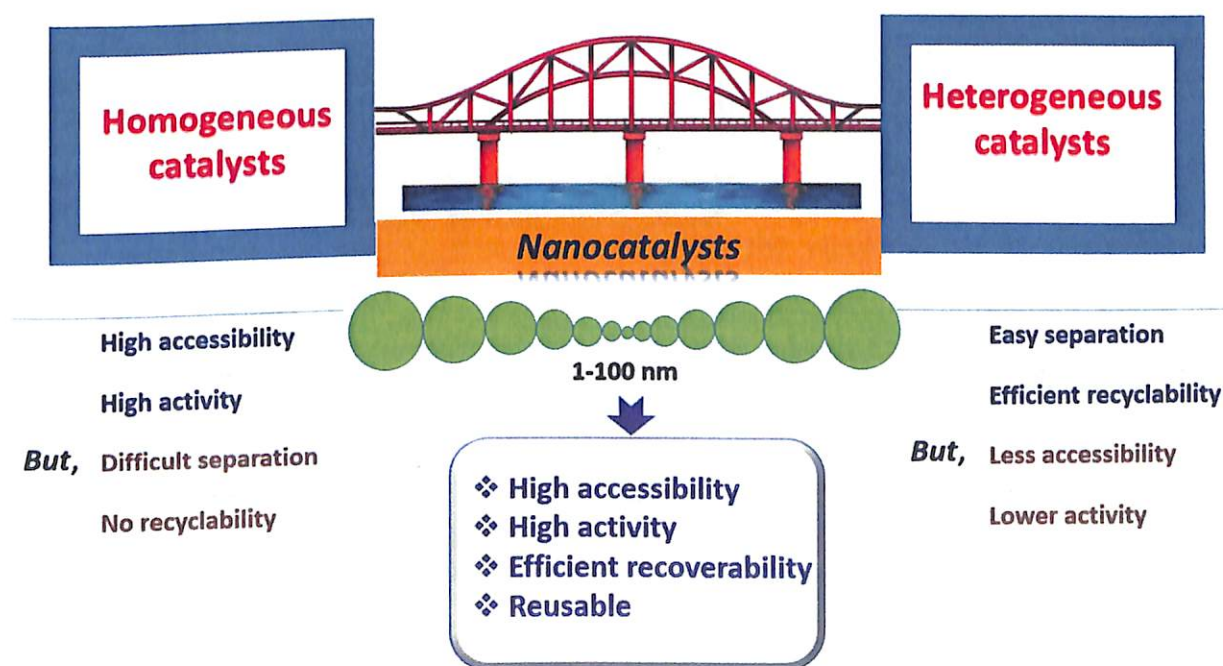 Homogeneous
catalysts
Heterogeneous
catalysts
Nanocatalysts
High accessibility
High activity
But, Difficult separation
No recyclability
1-100 nm
❖ High accessibility
❖ High activity
❖ Efficient recoverability
❖ Reusable
Easy separation
Efficient recyclability
But, Less accessibility
Lower activity